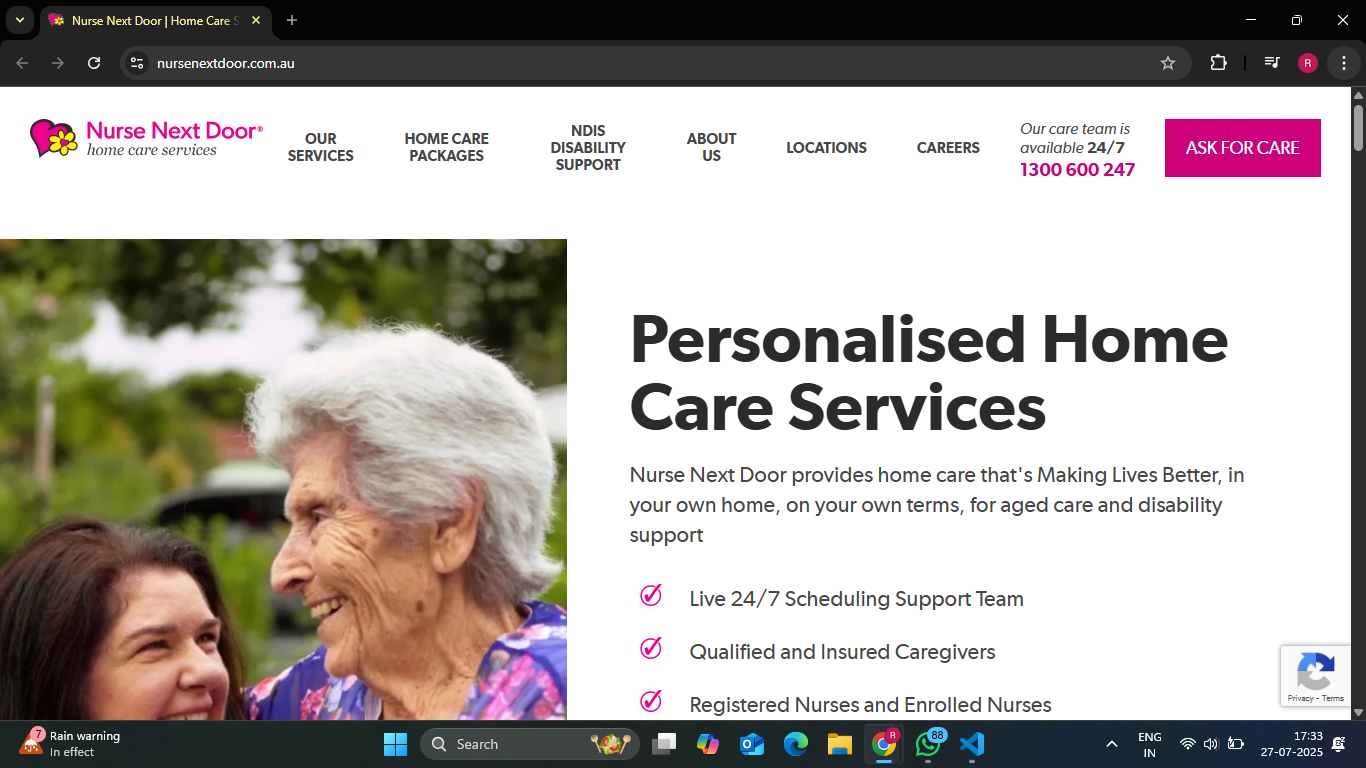 Nurse Next Door | Home Care S
nursenextdoor.com.au
R
Nurse Next Door®
home care services
OUR
SERVICES
HOME CARE
PACKAGES
NDIS
DISABILITY
SUPPORT
ABOUT
US
LOCATIONS
CAREERS
Our care team is
available 24/7
1300 600 247
ASK FOR CARE
Personalised Home
Care Services
Nurse Next Door provides home care that's Making Lives Better, in
your own home, on your own terms, for aged care and disability
support
Live 24/7 Scheduling Support Team
Qualified and Insured Caregivers
Registered Nurses and Enrolled Nurses
Privacy - Terms
7
Rain warning
In effect
Search
R
88
ENG
IN
17:33
27-07-2025